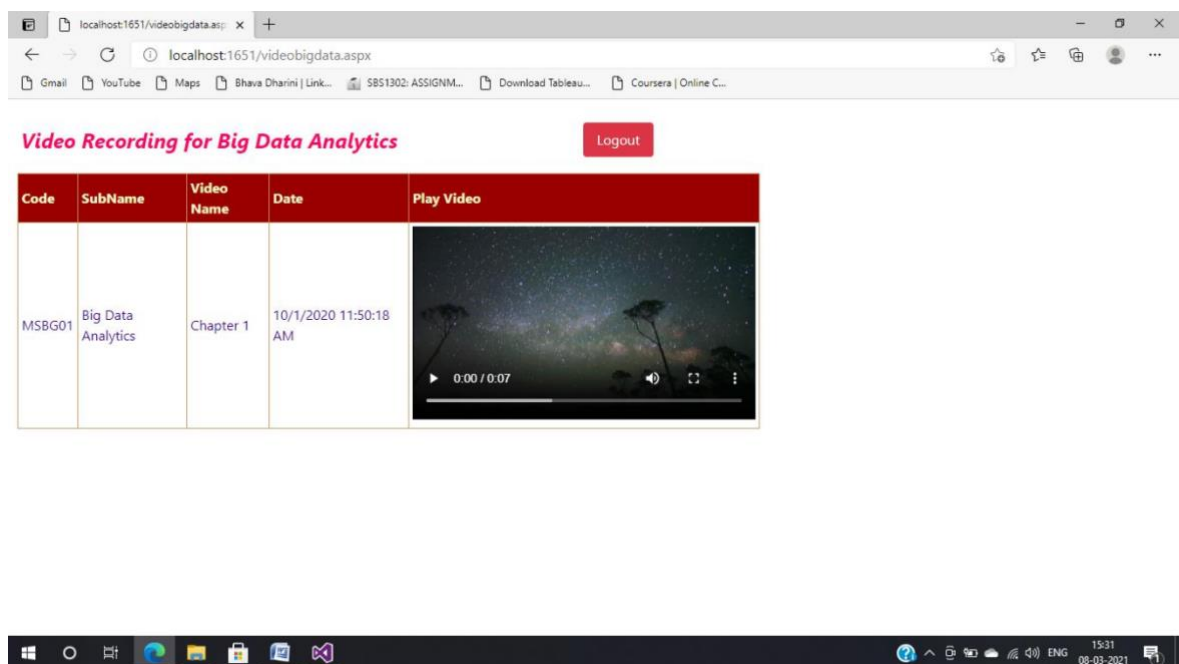 localhost:1651/videobigdata.asp
localhost:1651/videobigdata.aspx
Gmail YouTube Maps Bhava Dharini | Link... SBS1302: ASSIGNM... Download Tableau... Coursera | Online C...
Video Recording for Big Data Analytics
Logout
Code SubName Video Name Date Play Video
MSBG01 Big Data Analytics Chapter 1 10/1/2020 11:50:18 AM
0:00 / 0:07
ENG
15:31
08-03-2021